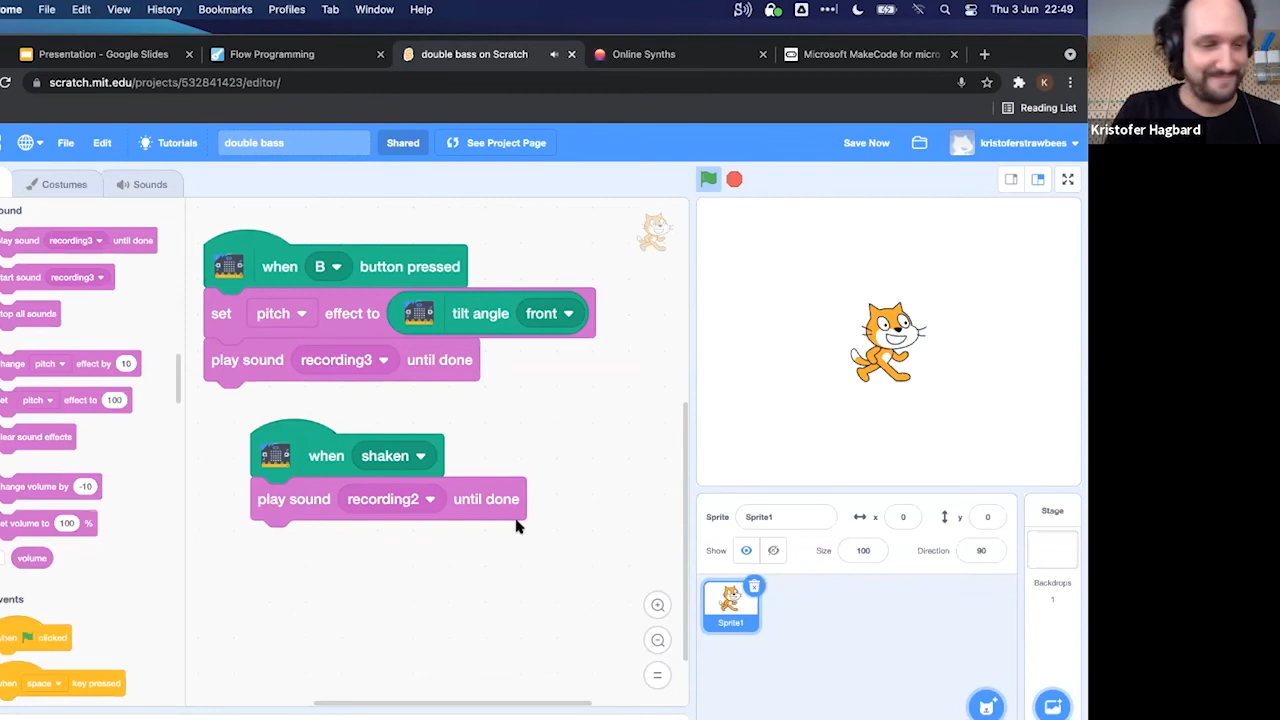 ome File Edit View History Bookmarks Profiles Tab Window Help Thu 3 Jun 22:49
Presentation - Google Slides Flow Programming double bass on Scratch Online Synths Microsoft MakeCode for micro
scratch.mit.edu/projects/532841423/editor/ K
Reading List
Kristofer Hagbard
File Edit Tutorials double bass Shared See Project Page Save Now kristoferstrawbees
Costumes Sounds
ound
lay sound recording3 until done
tart sound recording3
top all sounds
hange pitch effect by 10
et pitch effect to 100
lear sound effects
hange volume by -10
et volume to 100 %
volume
vents
hen clicked
hen space key pressed
when B button pressed
set pitch effect to tilt angle front
play sound recording3 until done
when shaken
play sound recording2 until done
Sprite Sprite1 x 0 y 0
Show Size 100 Direction 90
Sprite1
Stage
Backdrops
1